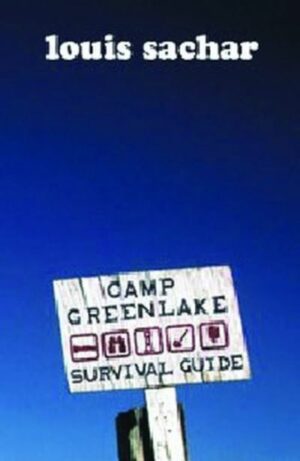 louis sachar
CAMP
GREENLAKE
SURVIVAL GUIDE